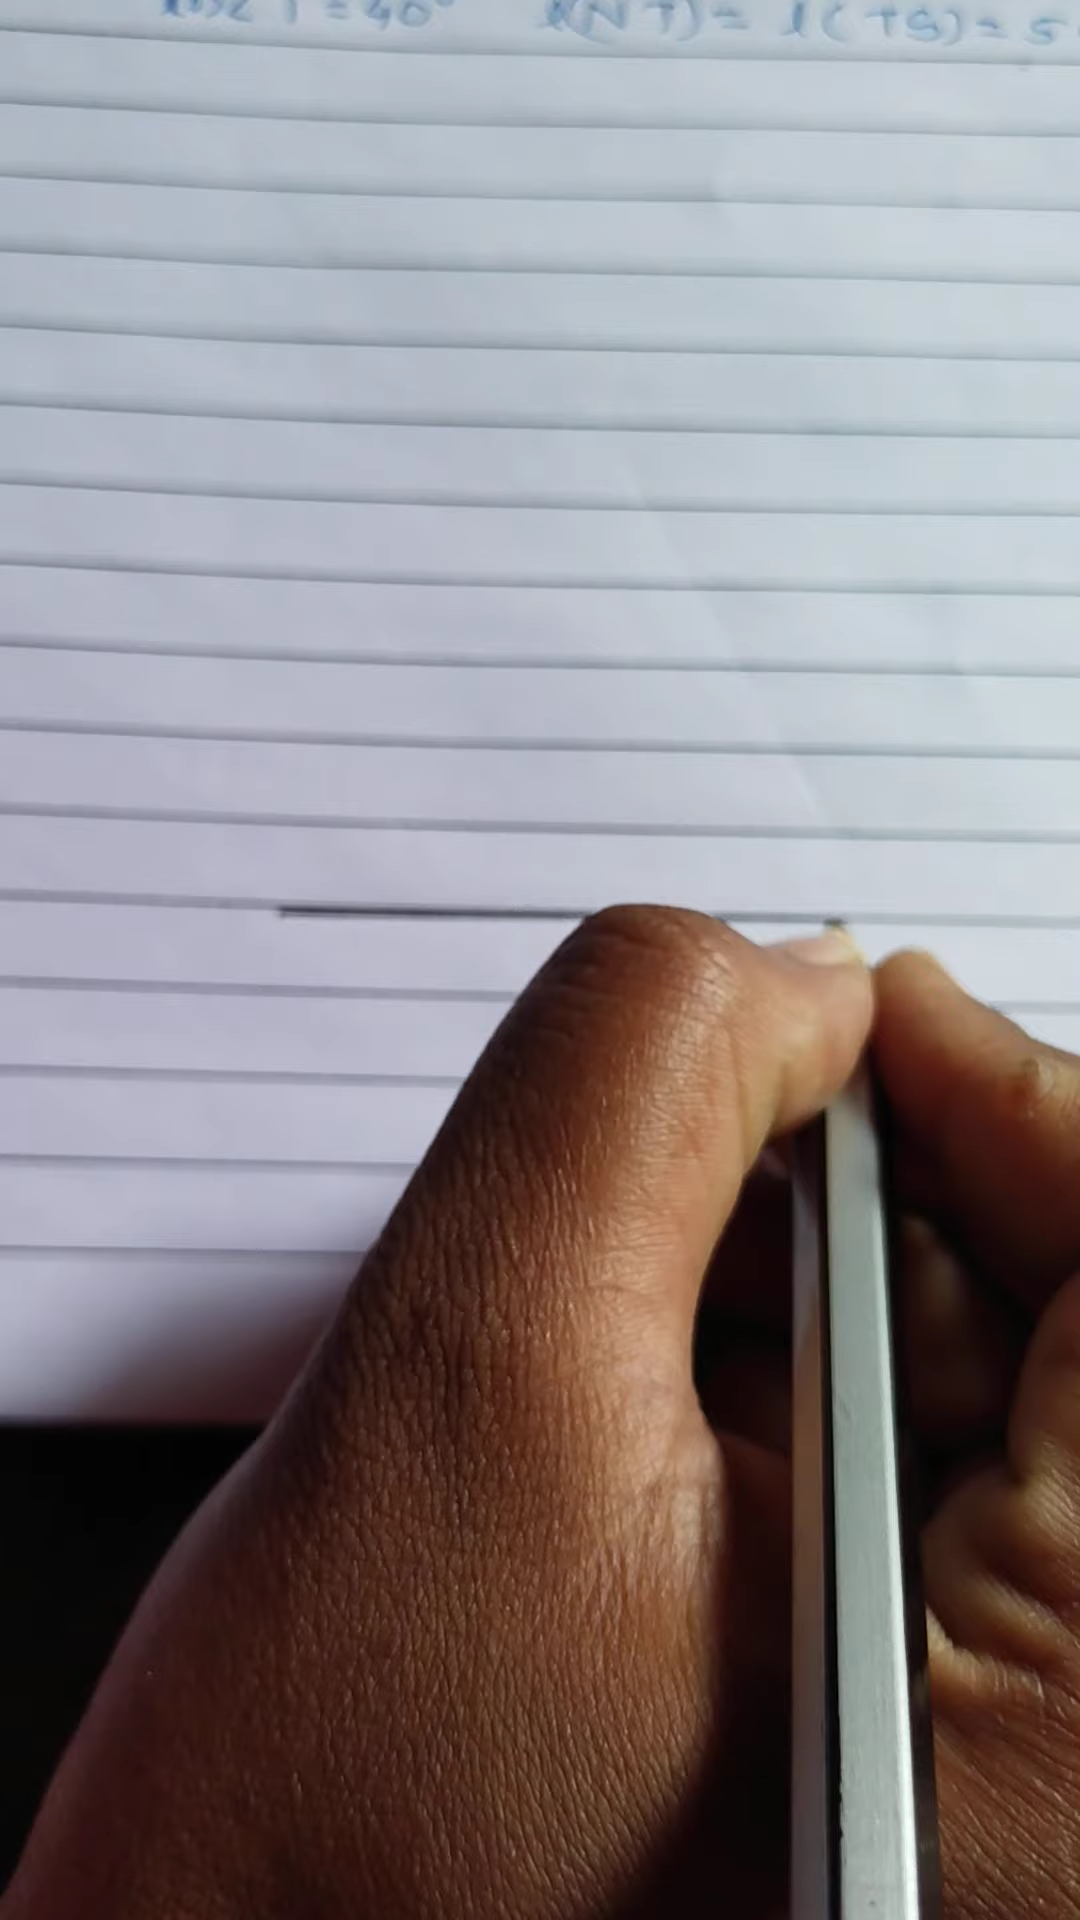 m∠T = 40° l(NT) = l(TS) = 5